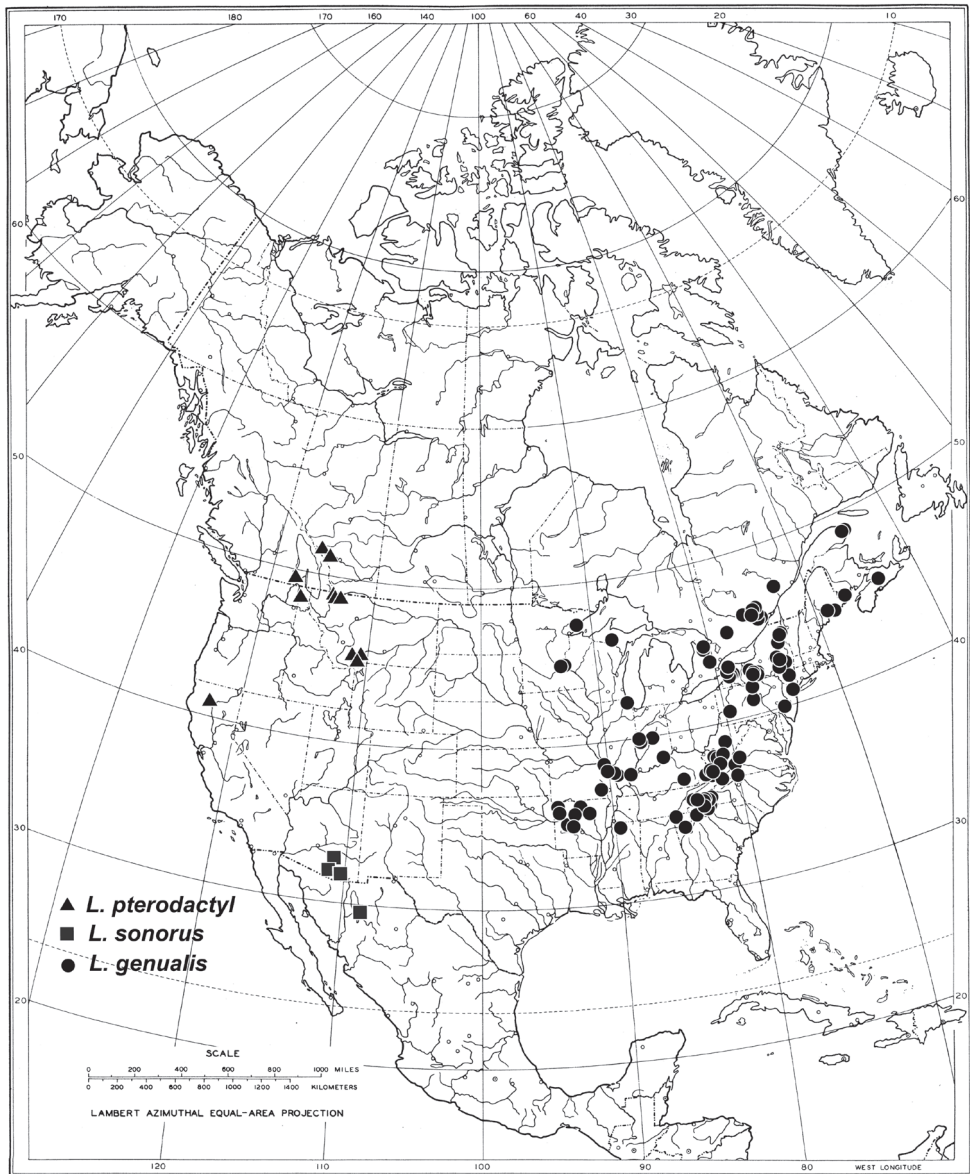 170 180 170 160 140 100 60 40 30 20 10
60 60
50 50
40 40
30 30
20 20
L. pterodactyl
L. sonorus
L. genualis
SCALE
0 200 400 600 800 1000 MILES
0 200 400 600 800 1000 1200 1400 KILOMETERS
LAMBERT AZIMUTHAL EQUAL-AREA PROJECTION
120 110 100 90 80 WEST LONGITUDE